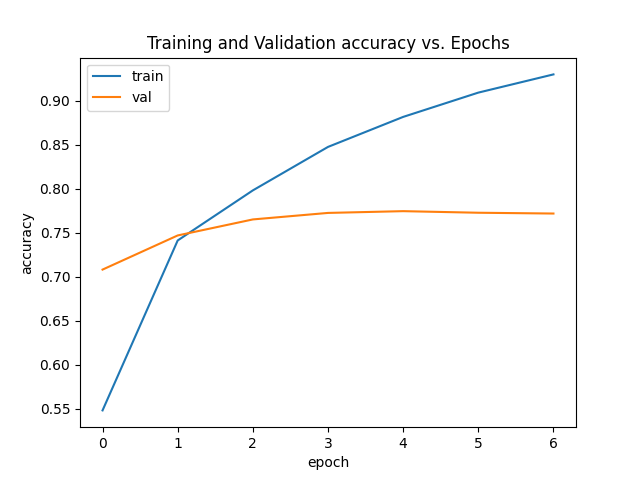 Training and Validation accuracy vs. Epochs
train
val
0.90
0.85
0.80
0.75
0.70
0.65
0.60
0.55
accuracy
0 1 2 3 4 5 6
epoch